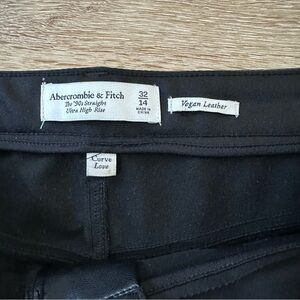 Abercrombie & Fitch
The '90s Straight
Ultra High Rise
32
14
MADE IN
CHINA
Vegan Leather
Curve
Love